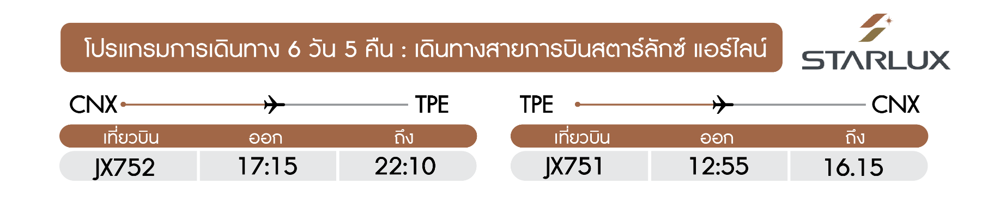 โปรแกรมการเดินทาง 6 วัน 5 คืน : เดินทางสายการบินสตาร์ลักซ์ แอร์ไลน์
STARLUX
CNX TPE
เที่ยวบิน ออก ถึง
JX752 17:15 22:10
TPE CNX
เที่ยวบิน ออก ถึง
JX751 12:55 16.15